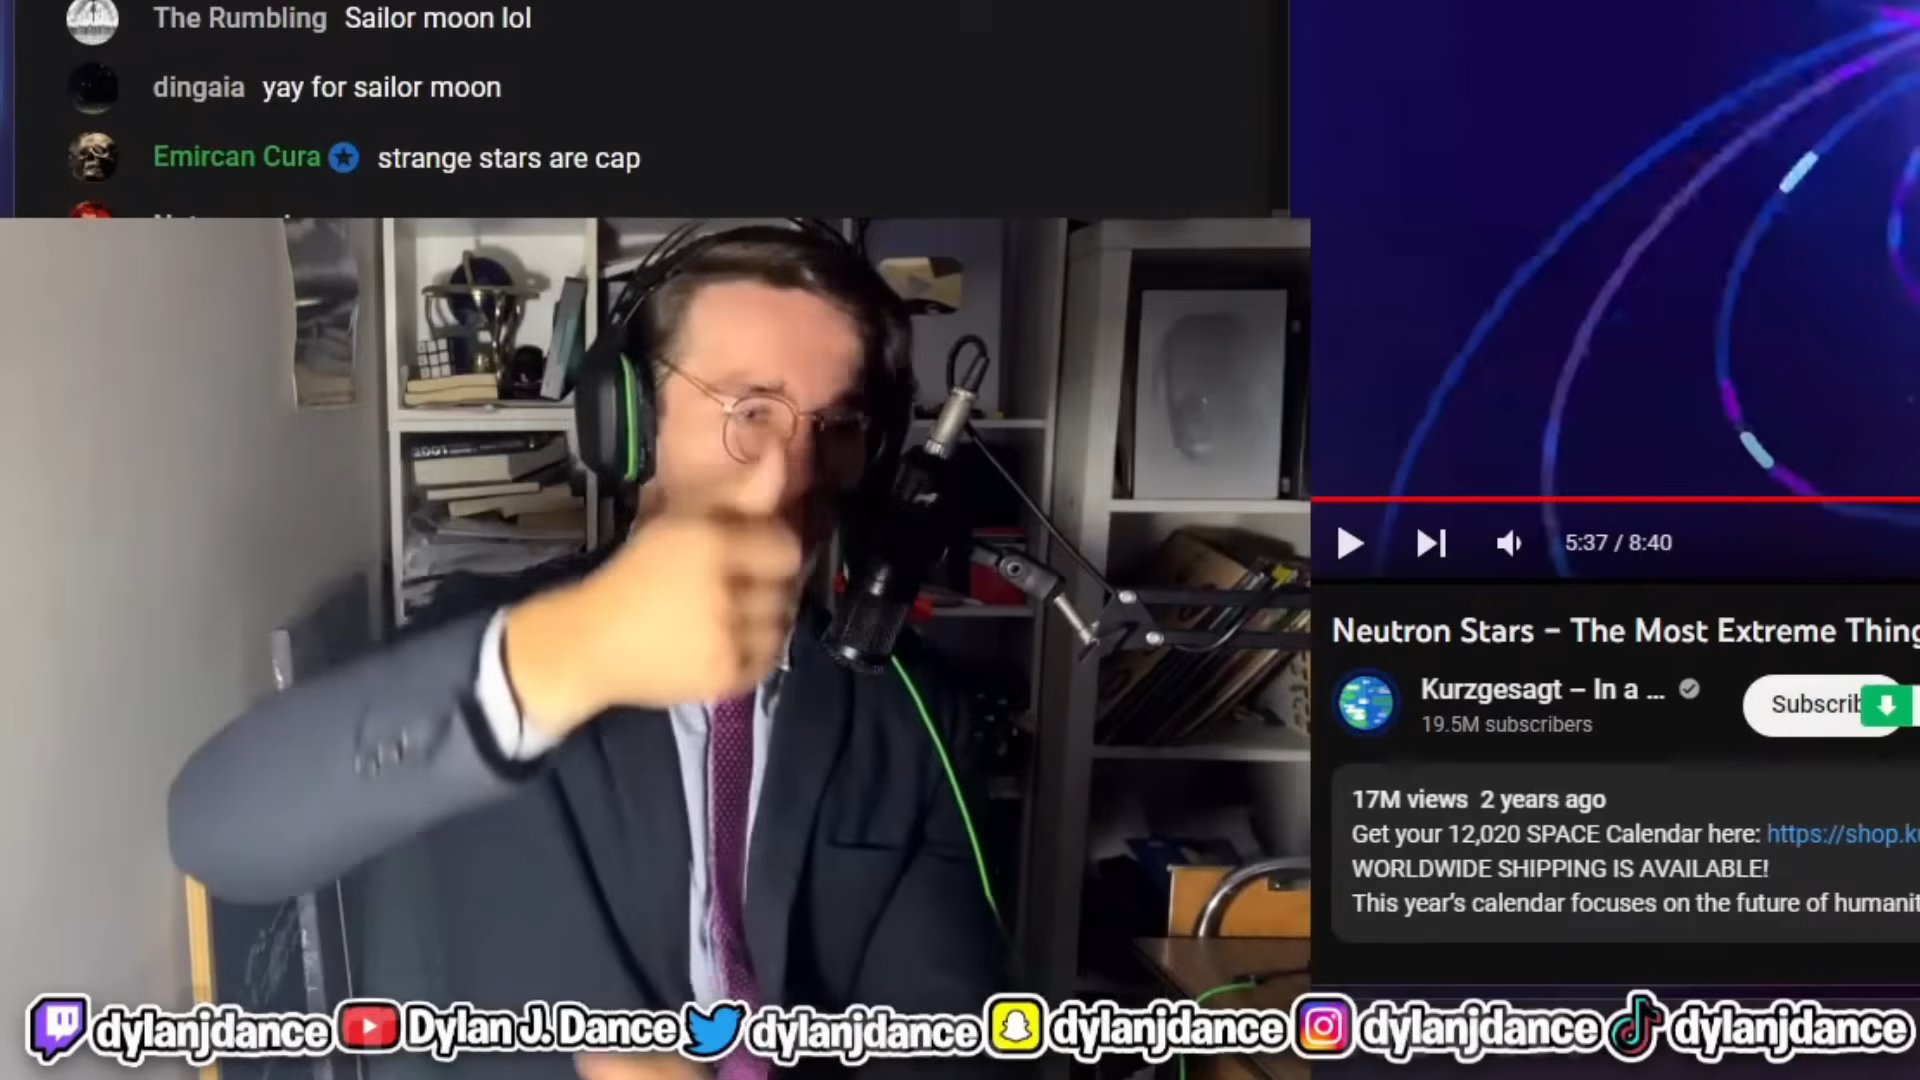 The Rumbling Sailor moon lol
dingaia yay for sailor moon
Emircan Cura strange stars are cap
2001
5:37 / 8:40
Neutron Stars – The Most Extreme Thing
Kurzgesagt – In a ...
19.5M subscribers
Subscrib
17M views 2 years ago
Get your 12,020 SPACE Calendar here: https://shop.k
WORLDWIDE SHIPPING IS AVAILABLE!
This year's calendar focuses on the future of humanit
dylanjdance Dylan J. Dance dylanjdance dylanjdance dylanjdance dylanjdance